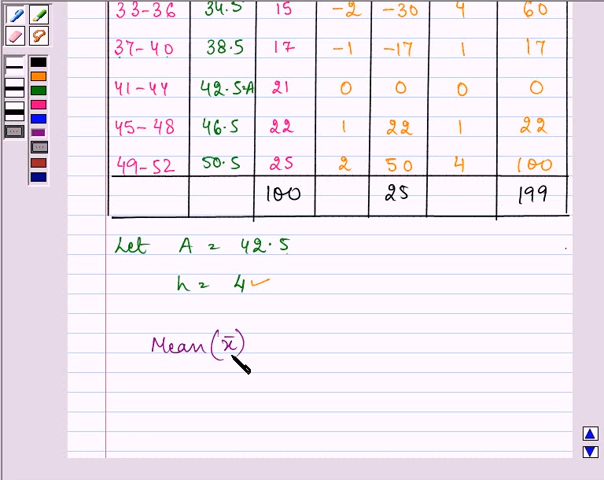 33-36 34.5 15 -2 -30 4 60
37-40 38.5 17 -1 -17 1 17
41-44 42.5=A 21 0 0 0 0
45-48 46.5 22 1 22 1 22
49-52 50.5 25 2 50 4 100
100 25 199
Let A = 42.5
h = 4 ✓
Mean (x̄)